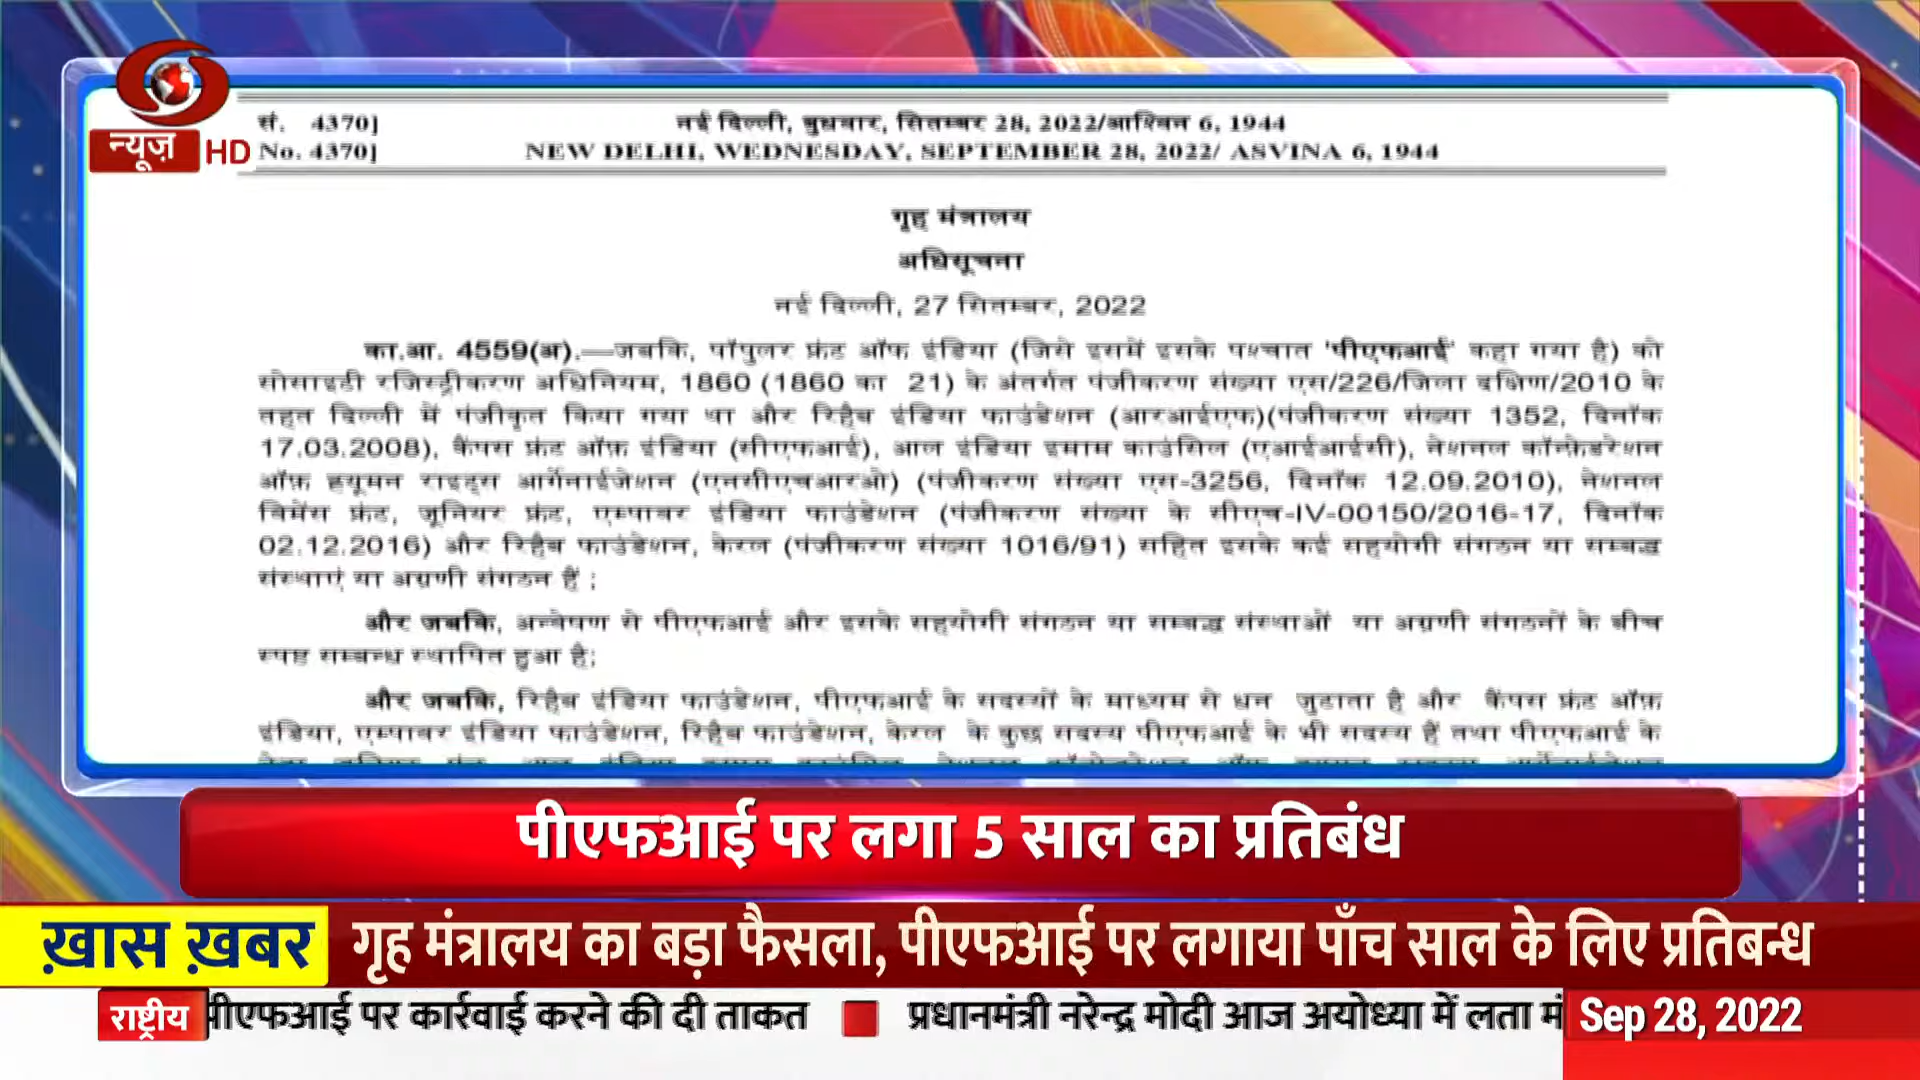 न्यूज़ HD
सं. 4370] नई दिल्ली, बुधवार, सितम्बर 28, 2022/आश्विन 6, 1944
No. 4370] NEW DELHI, WEDNESDAY, SEPTEMBER 28, 2022/ ASVINA 6, 1944
गृह मंत्रालय
अधिसूचना
नई दिल्ली, 27 सितम्बर, 2022
का.आ. 4559(अ).—जबकि, पॉपुलर फ्रंट ऑफ इंडिया (जिसे इसमें इसके पश्चात 'पीएफआई' कहा गया है) को
सोसाइटी रजिस्ट्रीकरण अधिनियम, 1860 (1860 का 21) के अंतर्गत पंजीकरण संख्या एस/226/जिला दक्षिण/2010 के
तहत दिल्ली में पंजीकृत किया गया था और रिहैब इंडिया फाउंडेशन (आरआईएफ)(पंजीकरण संख्या 1352, दिनाँक
17.03.2008), कैंपस फ्रंट ऑफ़ इंडिया (सीएफआई), आल इंडिया इमाम काउंसिल (एआईआईसी), नेशनल कॉन्फ़ेडरेशन
ऑफ़ ह्यूमन राइट्स आर्गेनाईजेशन (एनसीएचआरओ) (पंजीकरण संख्या एस-3256, दिनाँक 12.09.2010), नेशनल
विमेंस फ्रंट, जूनियर फ्रंट, एम्पावर इंडिया फाउंडेशन (पंजीकरण संख्या के सीएच-IV-00150/2016-17, दिनाँक
02.12.2016) और रिहैब फाउंडेशन, केरल (पंजीकरण संख्या 1016/91) सहित इसके कई सहयोगी संगठन या सम्बद्ध
संस्थाएं या अग्रणी संगठन हैं ;
और जबकि, अन्वेषण से पीएफआई और इसके सहयोगी संगठन या सम्बद्ध संस्थाओं या अग्रणी संगठनों के बीच
स्पष्ट सम्बन्ध स्थापित हुआ है;
और जबकि, रिहैब इंडिया फाउंडेशन, पीएफआई के सदस्यों के माध्यम से धन जुटाता है और कैंपस फ्रंट ऑफ़
इंडिया, एम्पावर इंडिया फाउंडेशन, रिहैब फाउंडेशन, केरल के कुछ सदस्य पीएफआई के भी सदस्य हैं तथा पीएफआई के
पीएफआई पर लगा 5 साल का प्रतिबंध
ख़ास ख़बर गृह मंत्रालय का बड़ा फैसला, पीएफआई पर लगाया पाँच साल के लिए प्रतिबन्ध
राष्ट्रीय पीएफआई पर कार्रवाई करने की दी ताकत प्रधानमंत्री नरेन्द्र मोदी आज अयोध्या में लता Sep 28, 2022